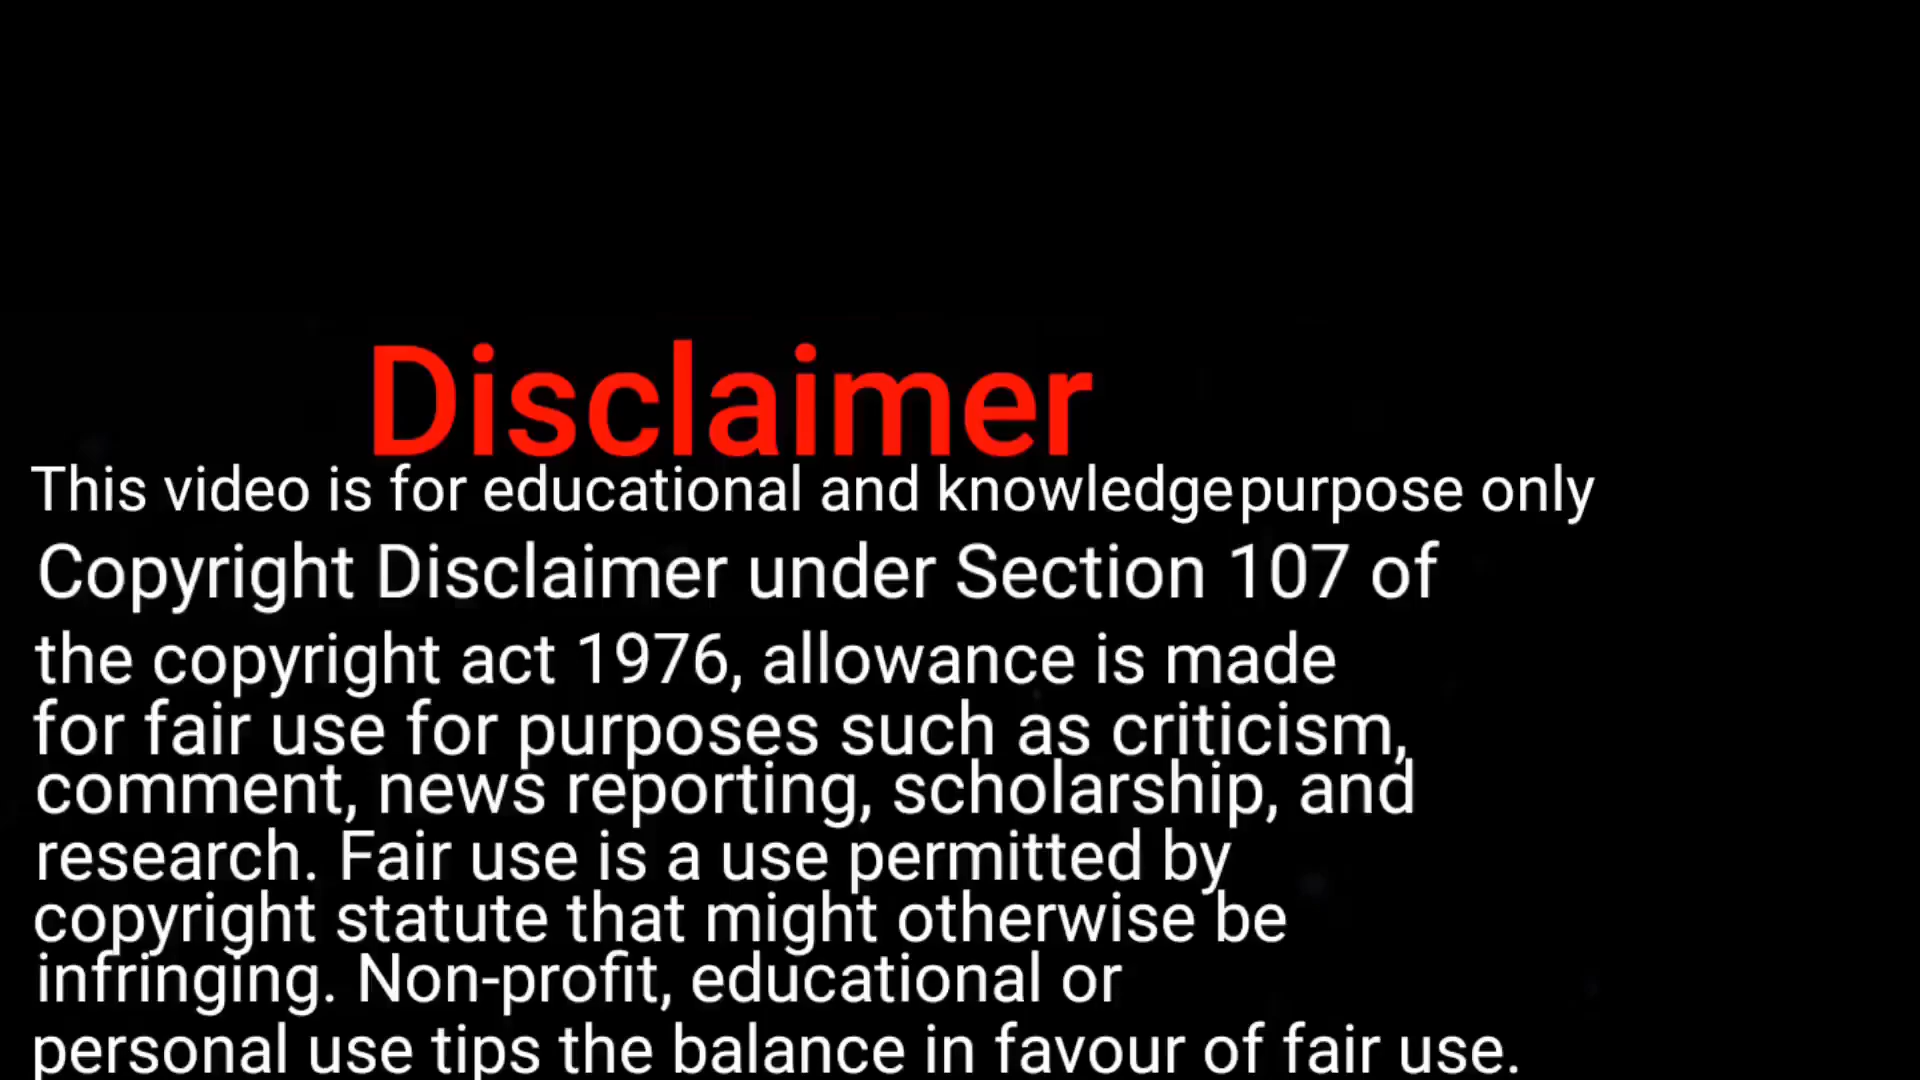 Disclaimer
This video is for educational and knowledge purpose only
Copyright Disclaimer under Section 107 of
the copyright act 1976, allowance is made
for fair use for purposes such as criticism,
comment, news reporting, scholarship, and
research. Fair use is a use permitted by
copyright statute that might otherwise be
infringing. Non-profit, educational or
personal use tips the balance in favour of fair use.